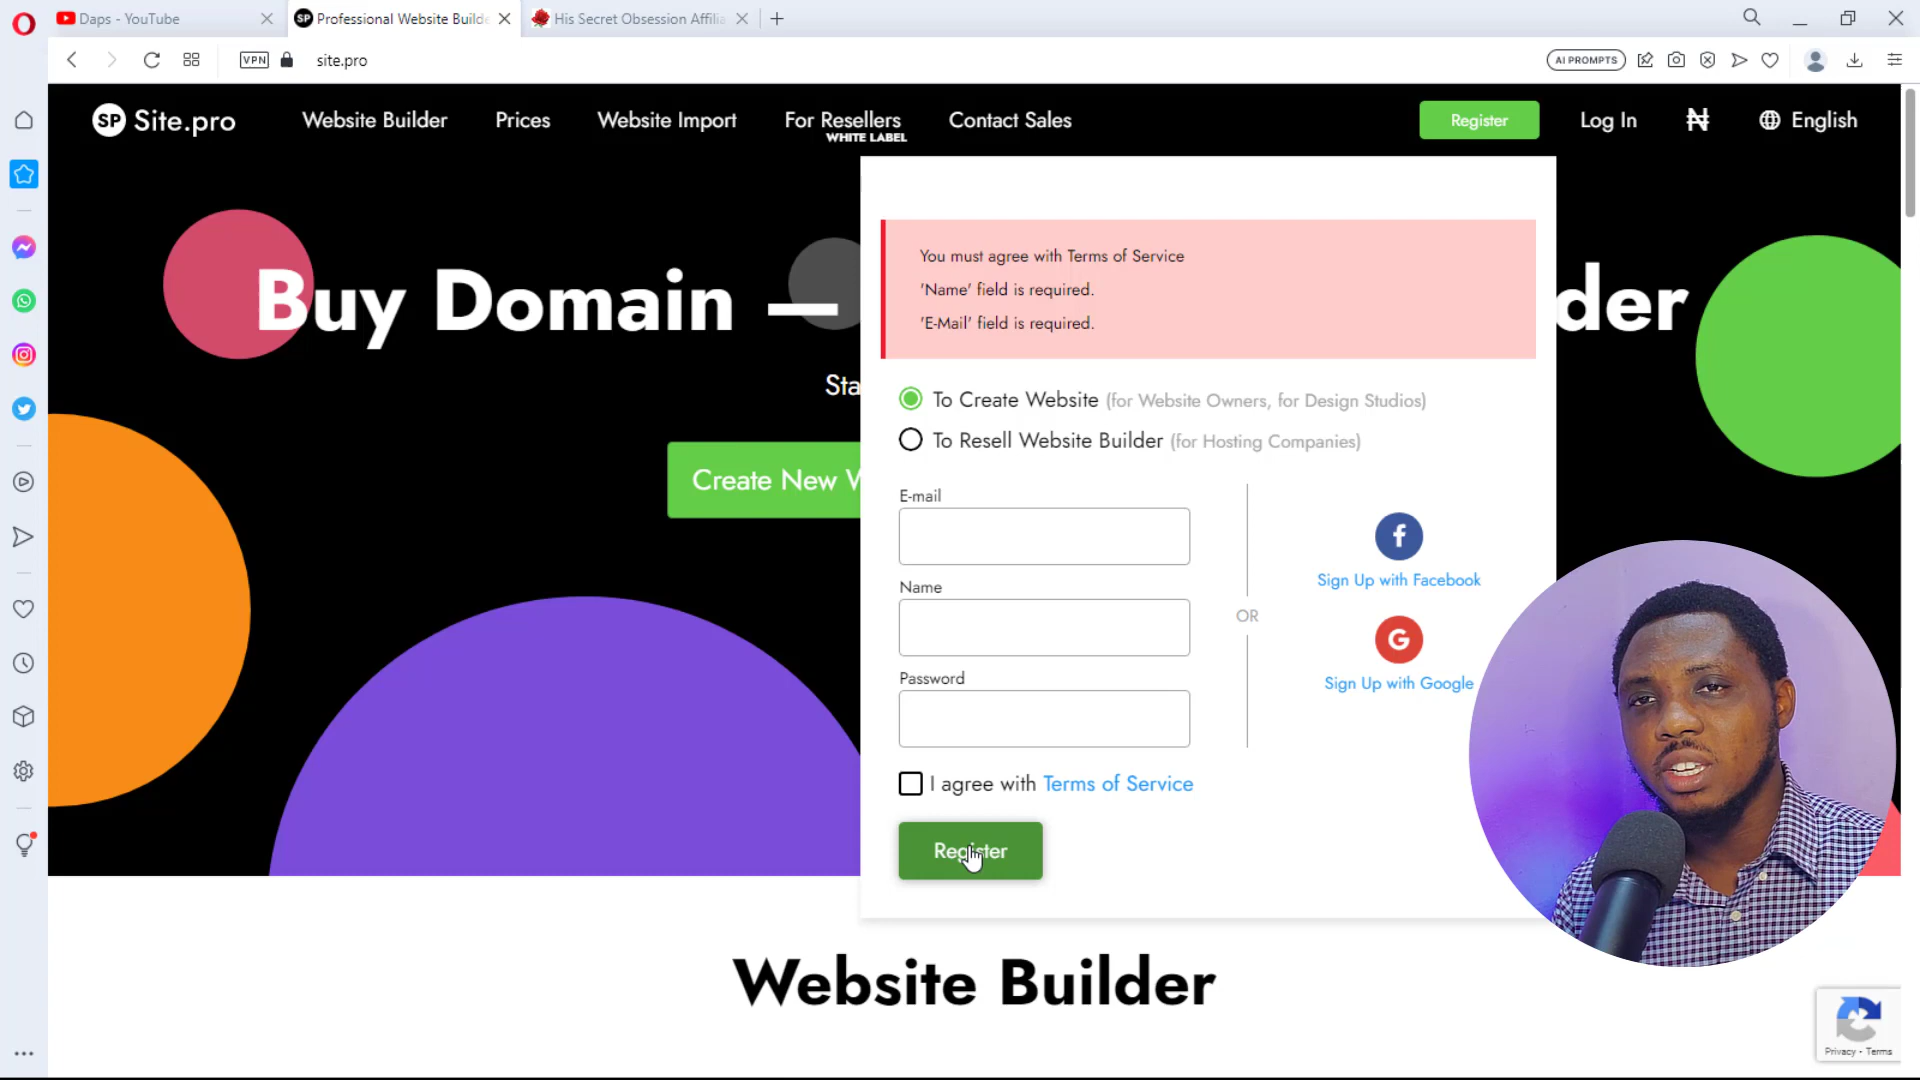 Daps - YouTube
SP Professional Website Builde
His Secret Obsession Affilia
VPN
site.pro
AI PROMPTS
SP Site.pro
Website Builder
Prices
Website Import
For Resellers
WHITE LABEL
Contact Sales
Register
Log In
₦
English
You must agree with Terms of Service
'Name' field is required.
'E-Mail' field is required.
Buy Domain —
der
Sta
To Create Website (for Website Owners, for Design Studios)
To Resell Website Builder (for Hosting Companies)
Create New W
E-mail
Sign Up with Facebook
Name
OR
G
Sign Up with Google
Password
I agree with Terms of Service
Register
Website Builder
Privacy - Terms